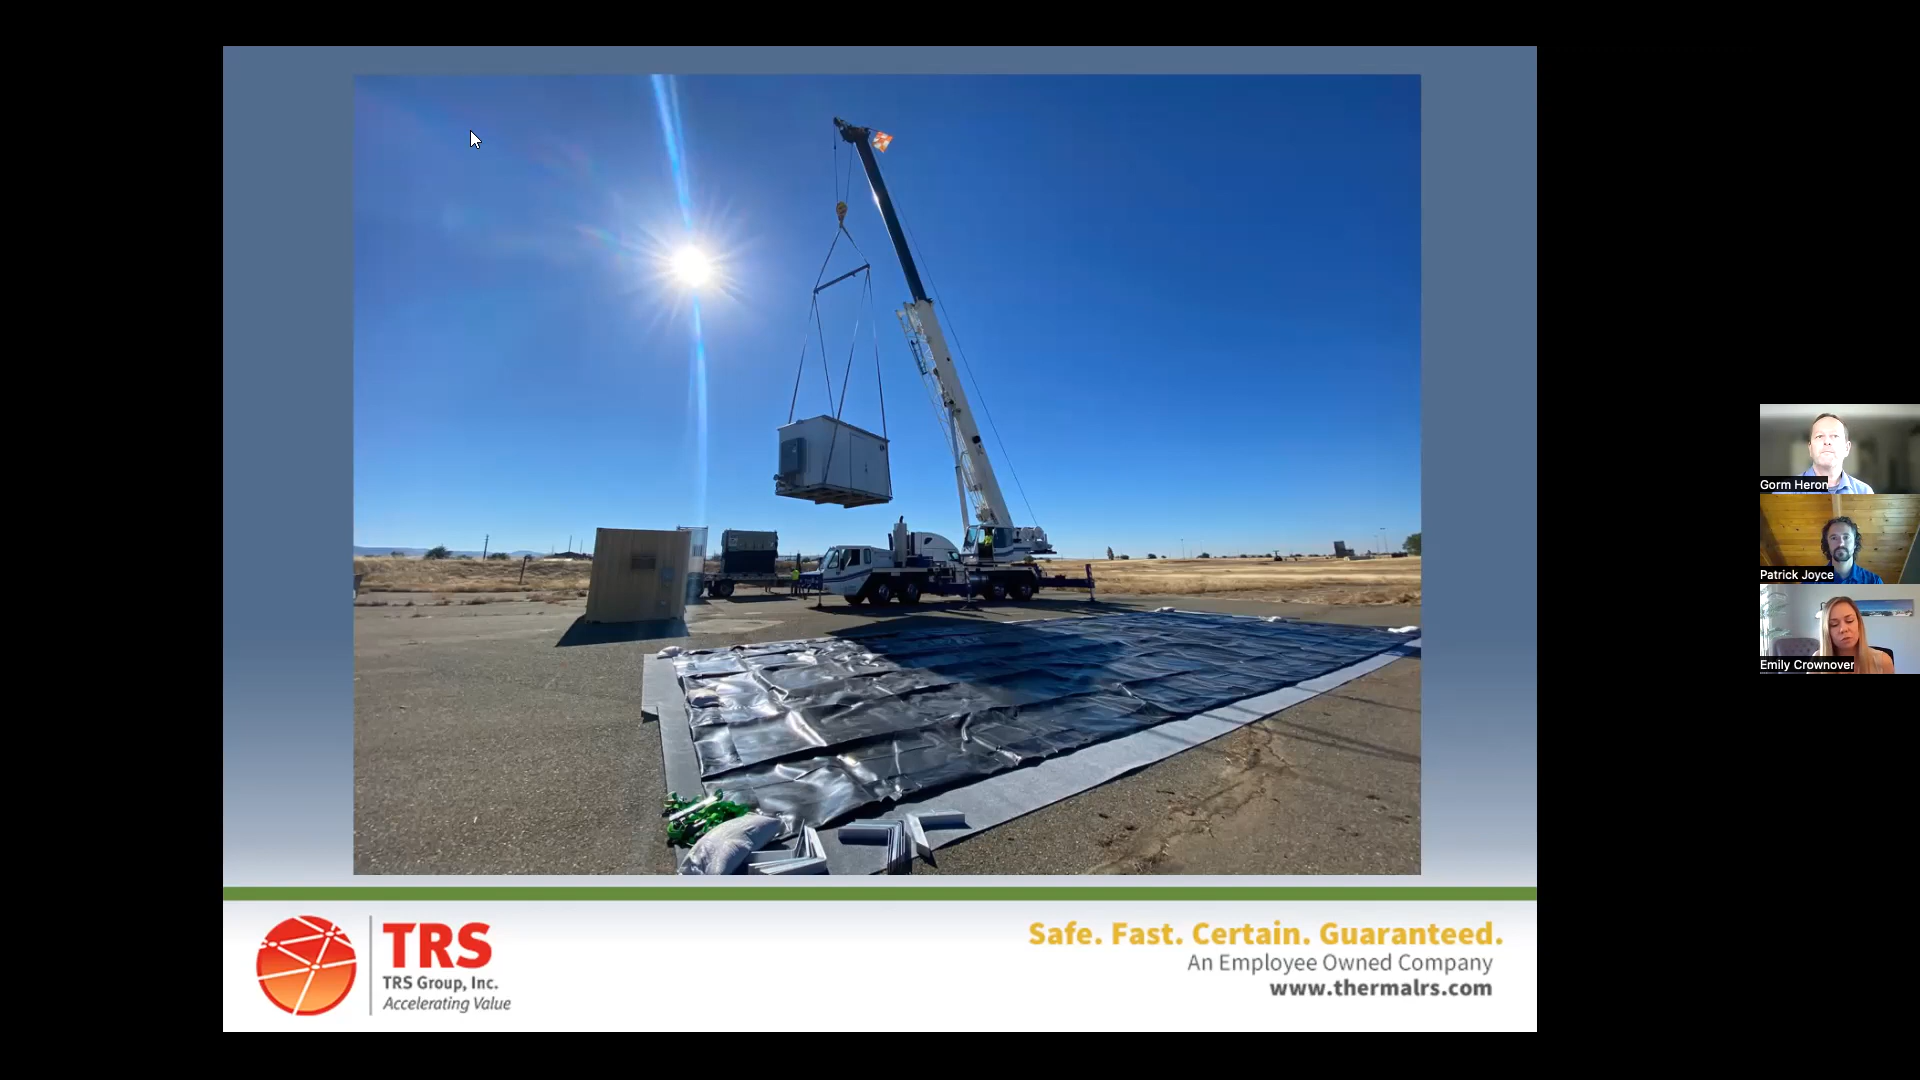 TRS
TRS Group, Inc.
Accelerating Value
Safe. Fast. Certain. Guaranteed.
An Employee Owned Company
www.thermalrs.com
Gorm Heron
Patrick Joyce
Emily Crownover